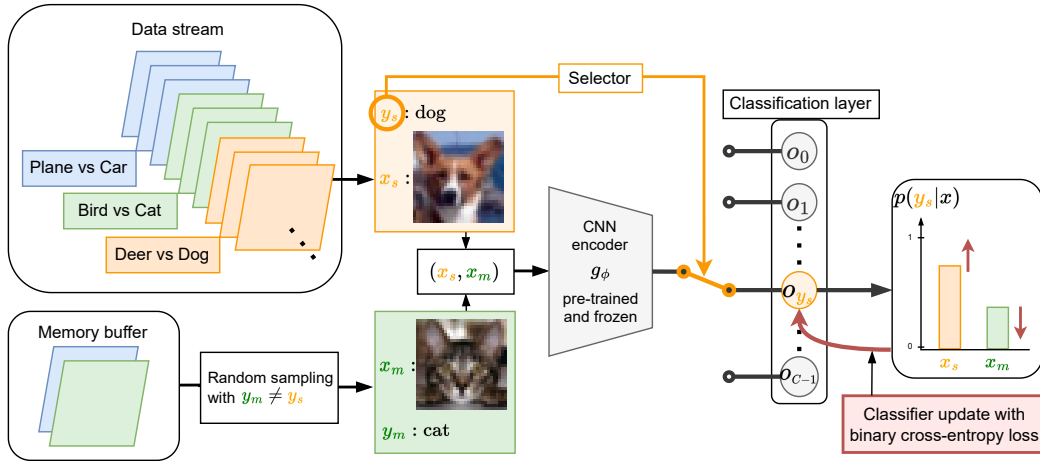 Data stream
Plane vs Car
Bird vs Cat
Deer vs Dog
Memory buffer
Random sampling
with y_m ≠ y_s
y_s : dog
x_s :
(x_s, x_m)
x_m :
y_m : cat
Selector
CNN
encoder
g_ϕ
pre-trained
and frozen
Classification layer
o_0
o_1
o_{y_s}
o_{C-1}
p(y_s|x)
1
0
x_s
x_m
Classifier update with
binary cross-entropy loss